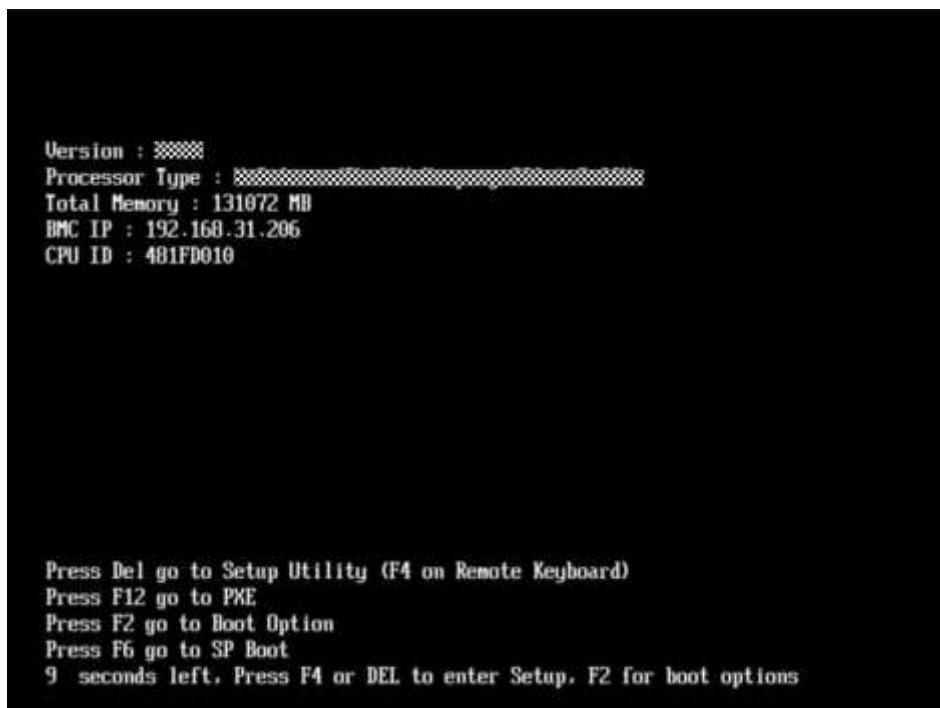 Version :
Processor Type :
Total Memory : 131072 MB
BMC IP : 192.168.31.206
CPU ID : 481FD010
Press Del go to Setup Utility (F4 on Remote Keyboard)
Press F12 go to PXE
Press F2 go to Boot Option
Press F6 go to SP Boot
9 seconds left, Press F4 or DEL to enter Setup, F2 for boot options